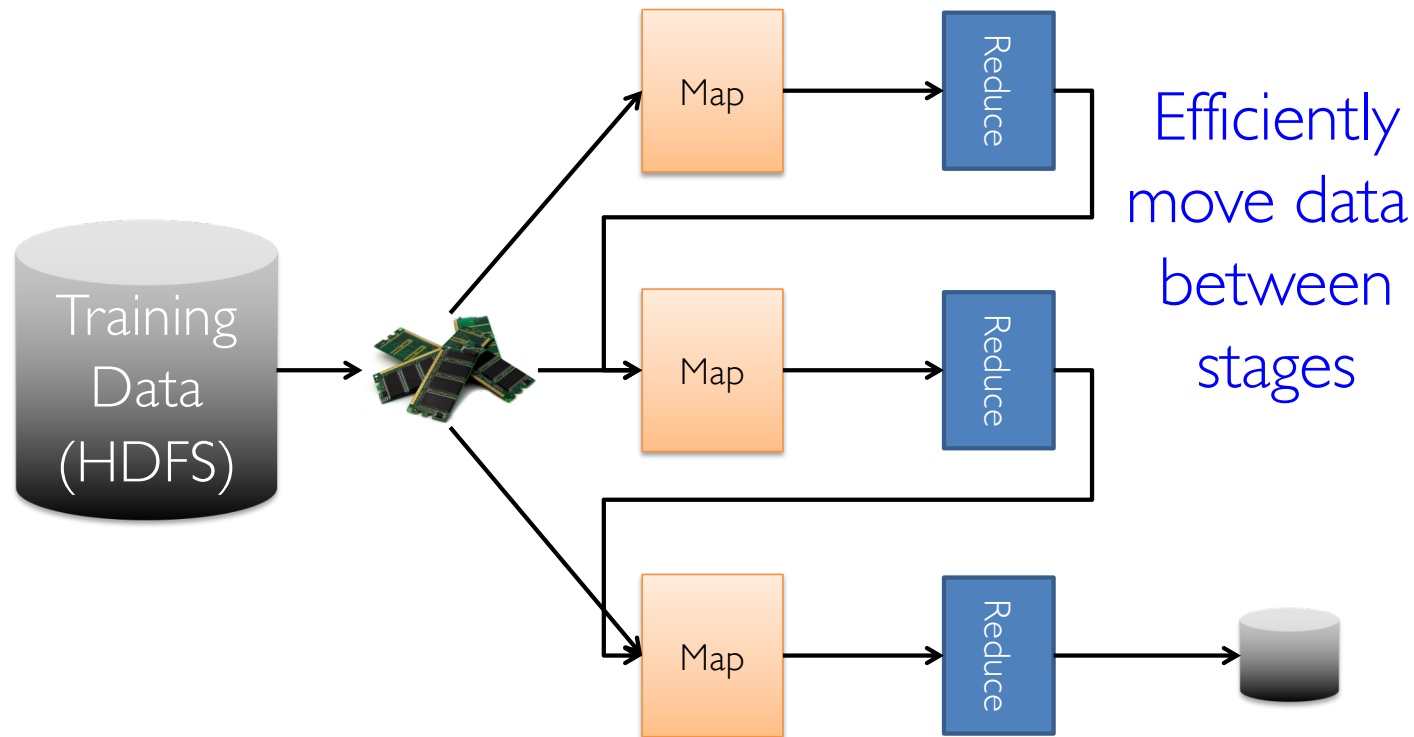 Training
Data
(HDFS)
Map
Reduce
Map
Reduce
Map
Reduce
Efficiently
move data
between
stages